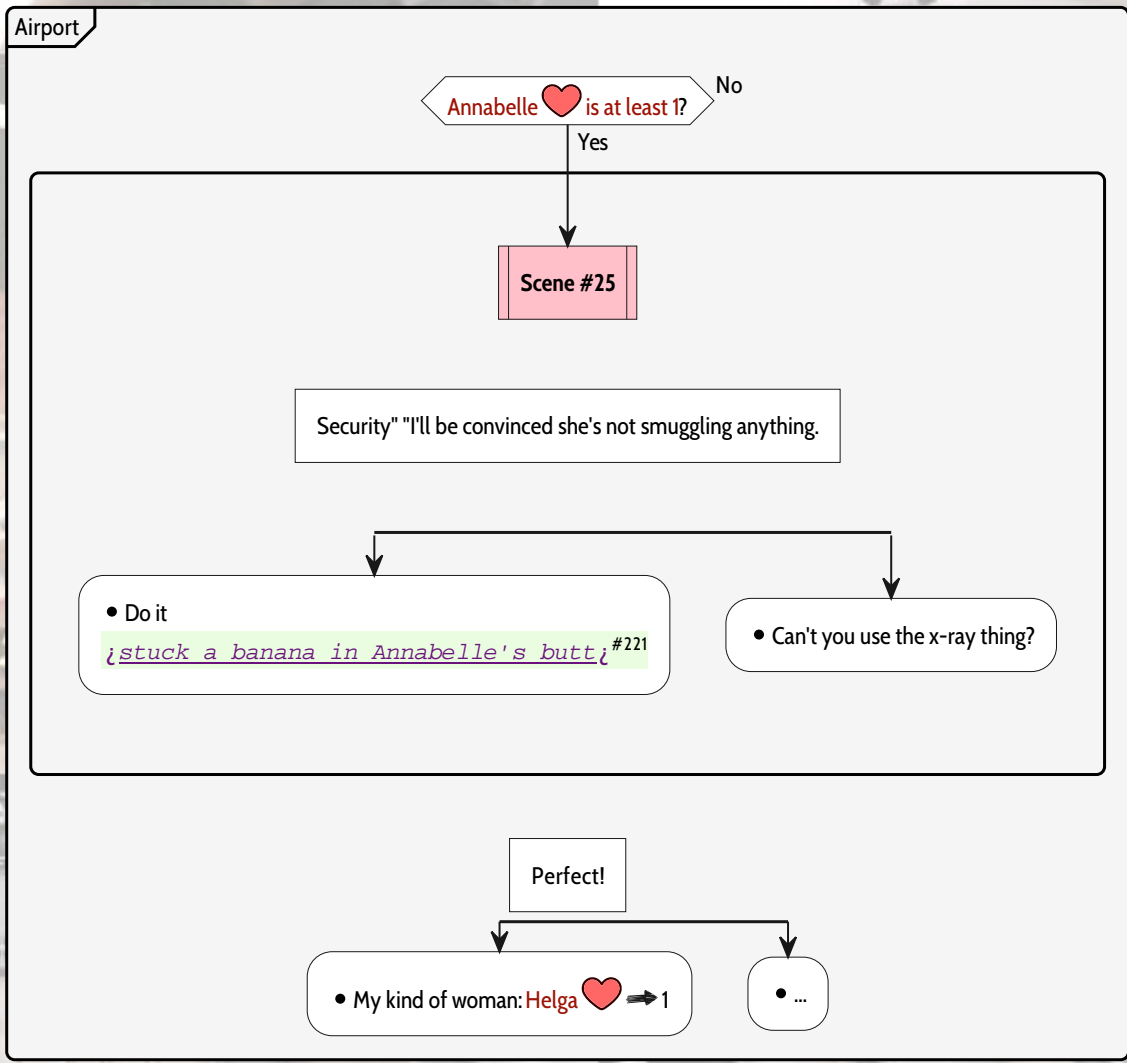 Airport
Annabelle is at least 1?
No
Yes
Scene #25
Security" "I'll be convinced she's not smuggling anything.
• Do it
¿stuck a banana in Annabelle's butt¿#221
• Can't you use the x-ray thing?
Perfect!
• My kind of woman: Helga 1
• ...